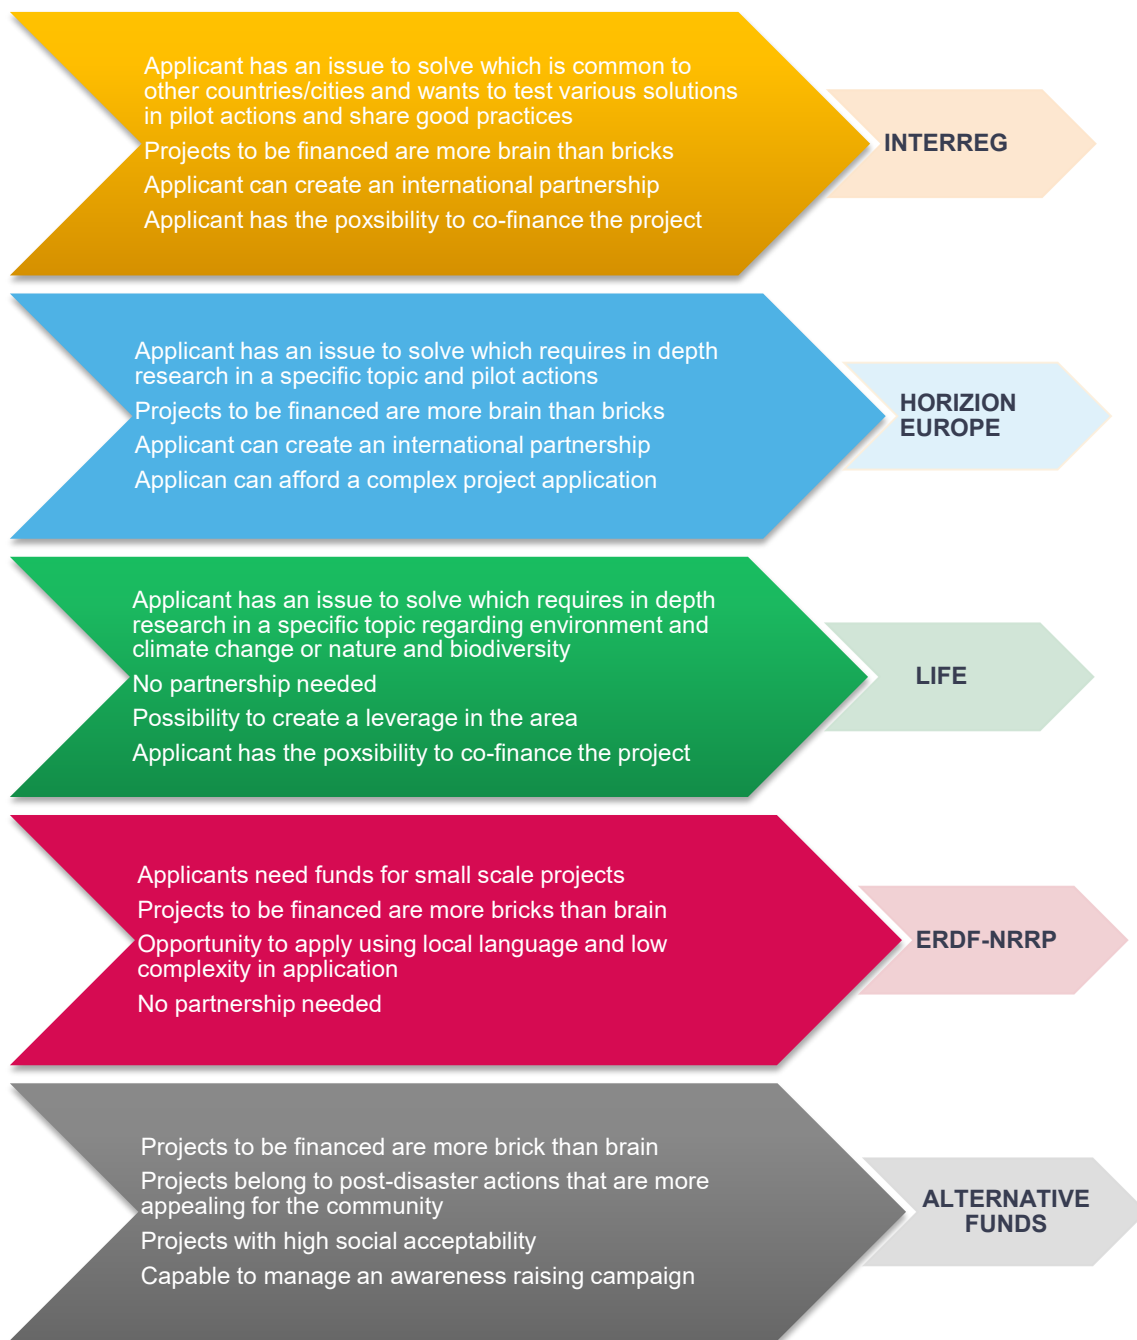 Applicant has an issue to solve which is common to
other countries/cities and wants to test various solutions
in pilot actions and share good practices
Projects to be financed are more brain than bricks
Applicant can create an international partnership
Applicant has the poxsibility to co-finance the project
INTERREG
Applicant has an issue to solve which requires in depth
research in a specific topic and pilot actions
Projects to be financed are more brain than bricks
Applicant can create an international partnership
Applican can afford a complex project application
HORIZION
EUROPE
Applicant has an issue to solve which requires in depth
research in a specific topic regarding environment and
climate change or nature and biodiversity
No partnership needed
Possibility to create a leverage in the area
Applicant has the poxsibility to co-finance the project
LIFE
Applicants need funds for small scale projects
Projects to be financed are more bricks than brain
Opportunity to apply using local language and low
complexity in application
No partnership needed
ERDF-NRRP
Projects to be financed are more brick than brain
Projects belong to post-disaster actions that are more
appealing for the community
Projects with high social acceptability
Capable to manage an awareness raising campaign
ALTERNATIVE
FUNDS